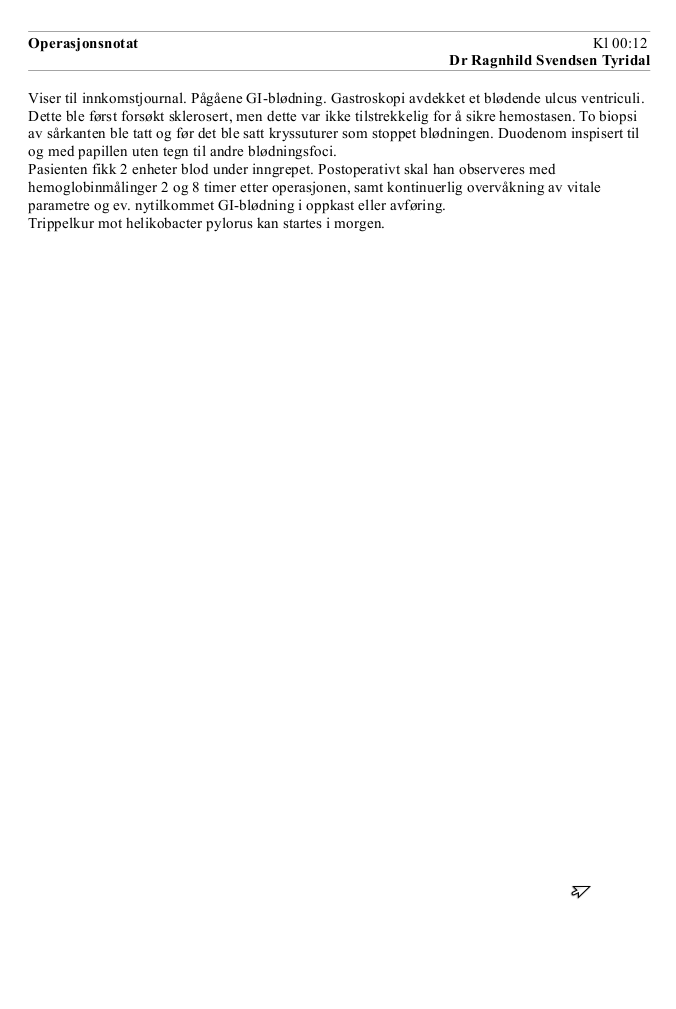 Operasjonsnotat Kl 00:12
Dr Ragnhild Svendsen Tyridal
Viser til innkomstjournal. Pågåene GI-blødning. Gastroskopi avdekket et blødende ulcus ventriculi.
Dette ble først forsøkt sklerosert, men dette var ikke tilstrekkelig for å sikre hemostasen. To biopsi
av sårkanten ble tatt og før det ble satt kryssuturer som stoppet blødningen. Duodenom inspisert til
og med papillen uten tegn til andre blødningsfoci.
Pasienten fikk 2 enheter blod under inngrepet. Postoperativt skal han observeres med
hemoglobinmålinger 2 og 8 timer etter operasjonen, samt kontinuerlig overvåkning av vitale
parametre og ev. nytilkommet GI-blødning i oppkast eller avføring.
Trippelkur mot helikobacter pylorus kan startes i morgen.